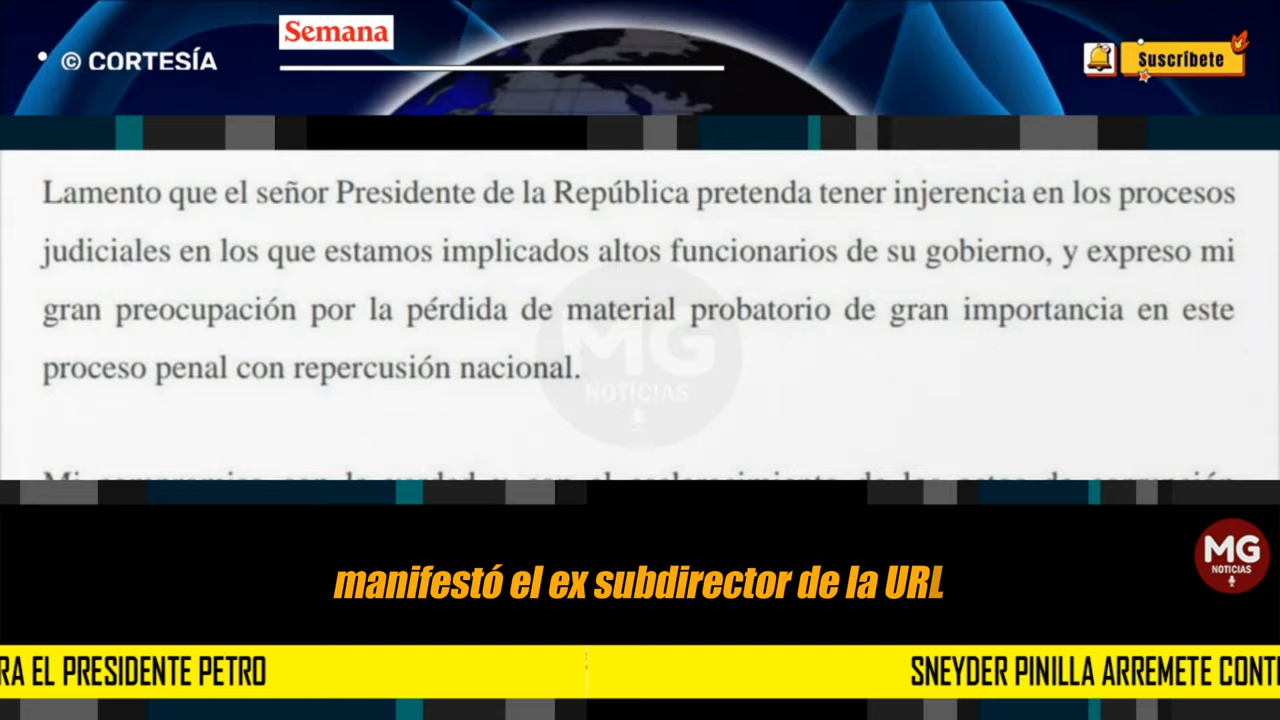 Semana
© CORTESÍA
Suscríbete
Lamento que el señor Presidente de la República pretenda tener injerencia en los procesos
judiciales en los que estamos implicados altos funcionarios de su gobierno, y expreso mi
gran preocupación por la pérdida de material probatorio de gran importancia en este
proceso penal con repercusión nacional.
MG
NOTICIAS
manifestó el ex subdirector de la URL
MG
NOTICIAS
RA EL PRESIDENTE PETRO
SNEYDER PINILLA ARREMETE CONT